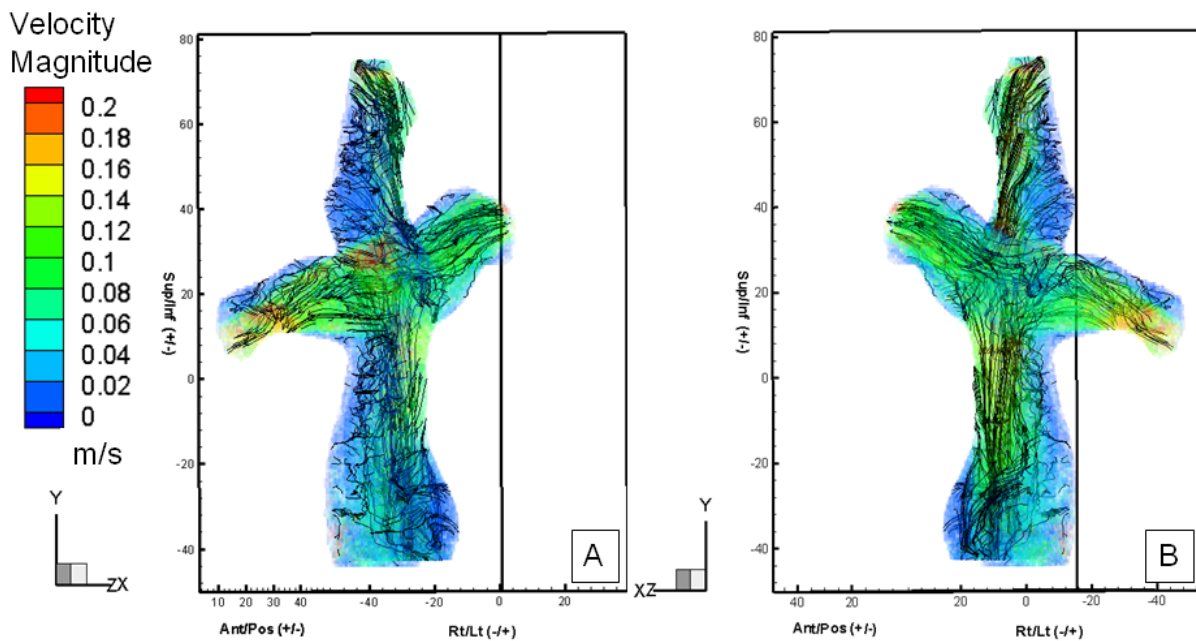 Velocity
Magnitude
0.2
0.18
0.16
0.14
0.12
0.1
0.08
0.06
0.04
0.02
0
m/s
Y
ZX
80
60
40
20
0
-20
-40
Sup/Inf (+/-)
10 10 20 30 -40 -20 0 20
Ant/Pos (+/-) Rt/Lt (-/+)
A
Y
XZ
80
60
40
20
0
-20
-40
Sup/Inf (+/-)
40 20 20 0 -20 -40
Ant/Pos (+/-) Rt/Lt (-/+)
B